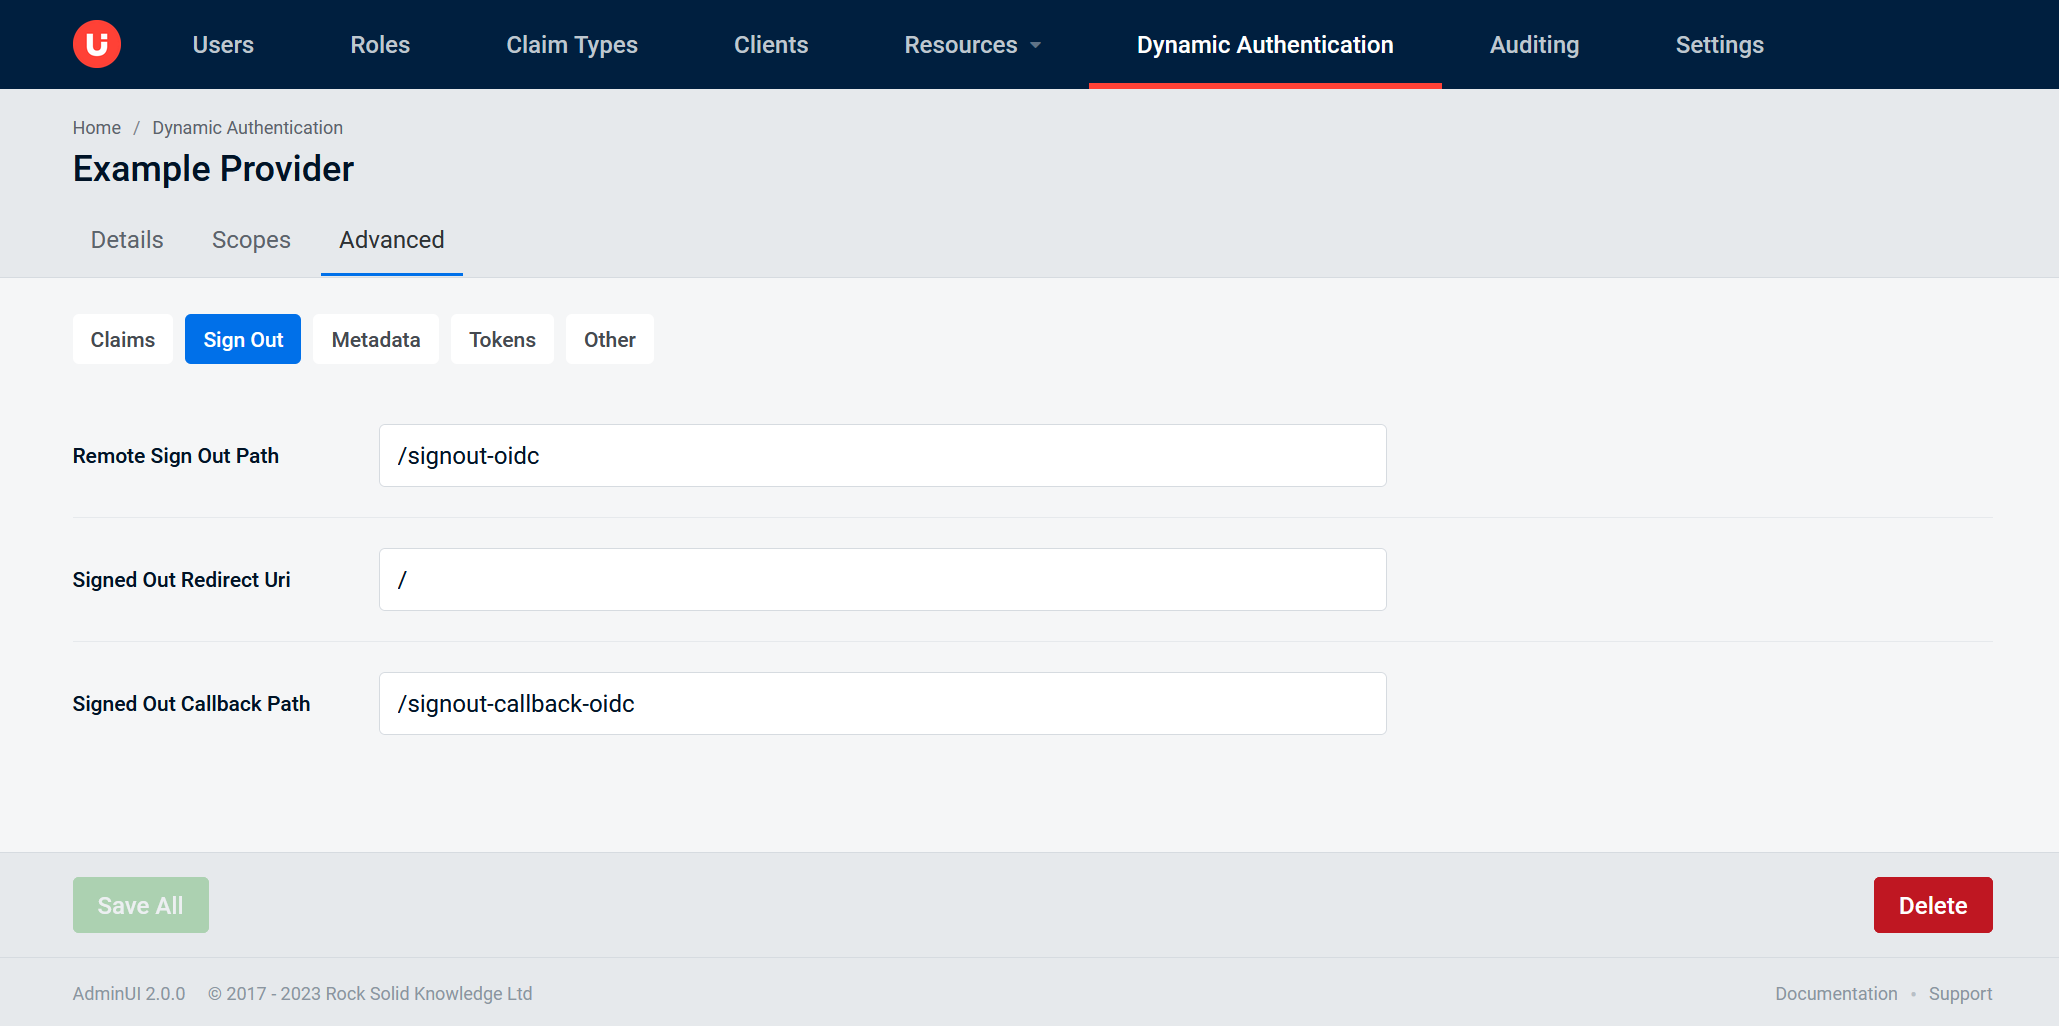 Users Roles Claim Types Clients Resources Dynamic Authentication Auditing Settings
Home / Dynamic Authentication
Example Provider
Details Scopes Advanced
Claims Sign Out Metadata Tokens Other
Remote Sign Out Path /signout-oidc
Signed Out Redirect Uri /
Signed Out Callback Path /signout-callback-oidc
Save All Delete
AdminUI 2.0.0 © 2017 - 2023 Rock Solid Knowledge Ltd Documentation • Support